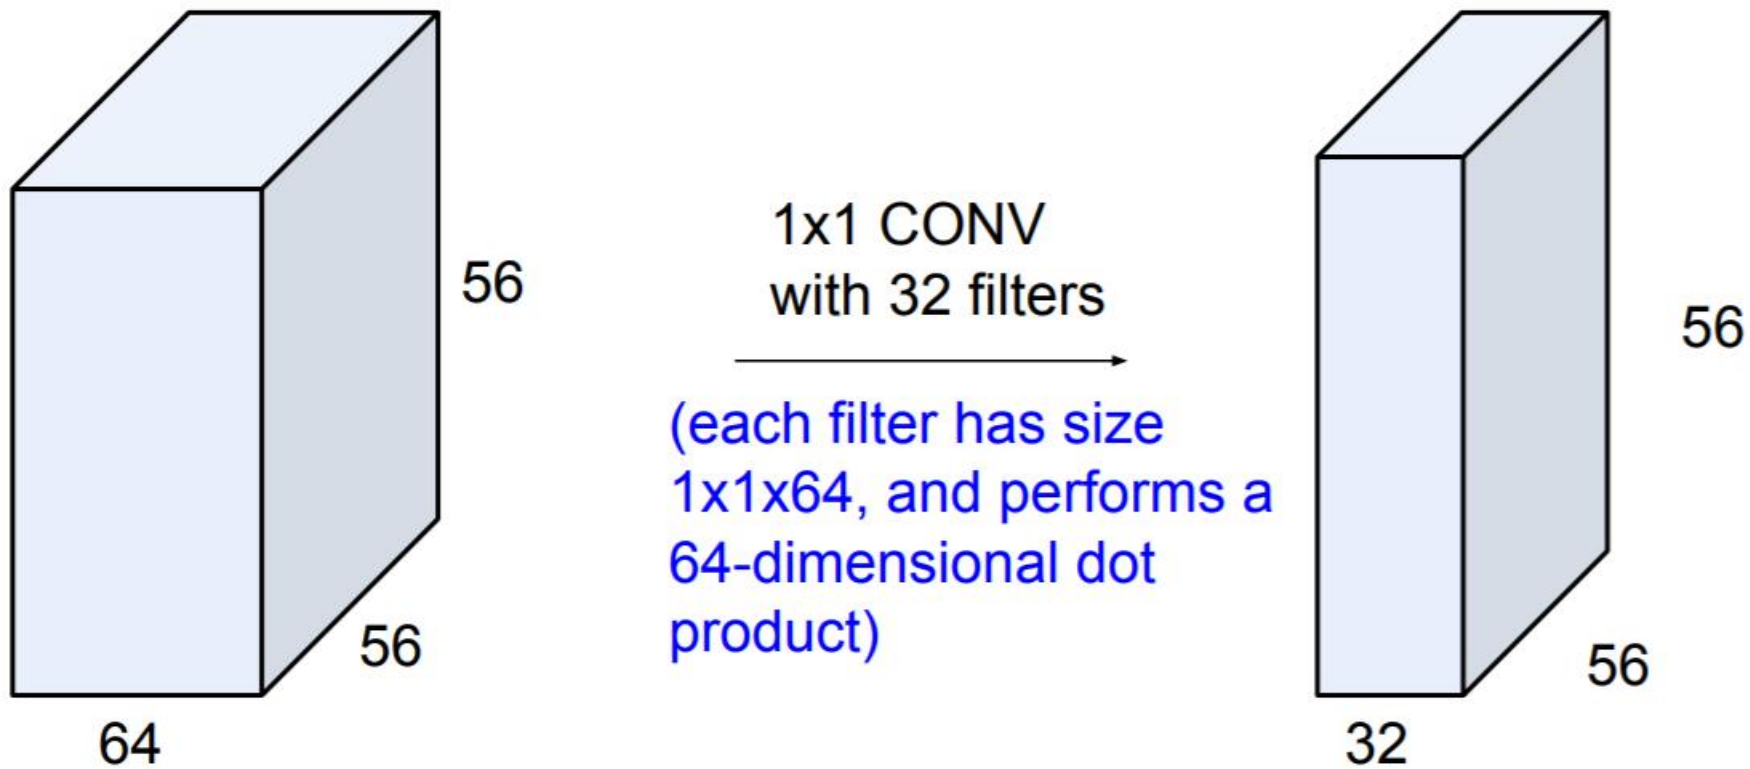 56
56
64
1x1 CONV
with 32 filters
(each filter has size
1x1x64, and performs a
64-dimensional dot
product)
56
56
32